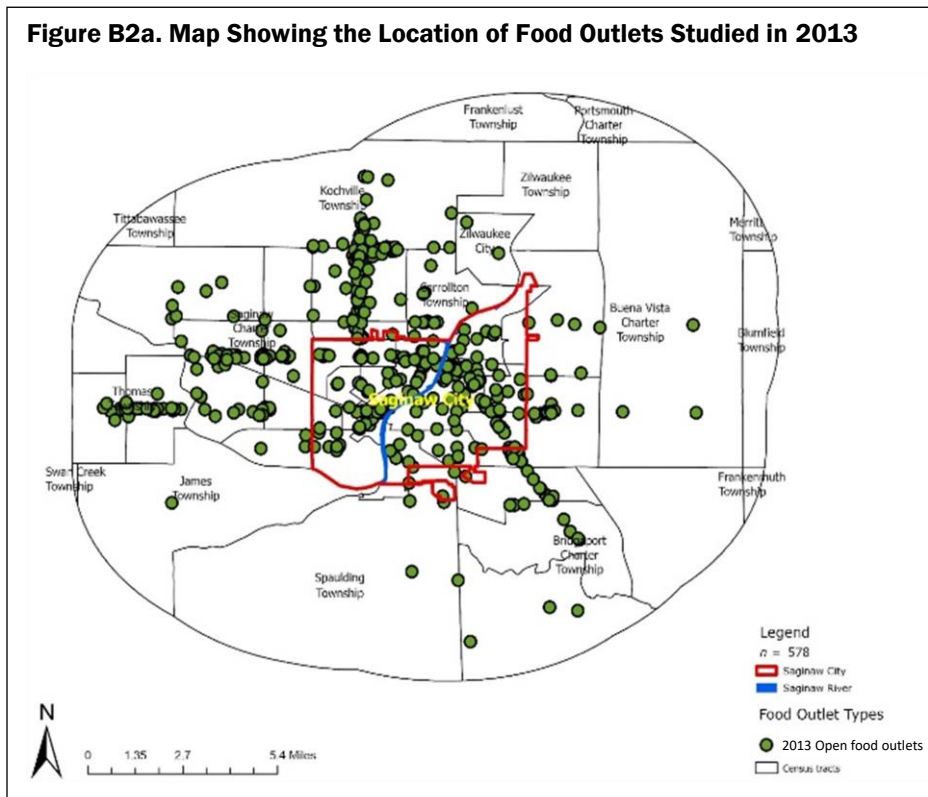 Figure B2a. Map Showing the Location of Food Outlets Studied in 2013
Frankenlust
Township
Portsmouth
Charter
Township
Zilwaukee
Township
Kochville
Township
Tittabawassee
Township
Merritt
Township
Zilwaukee
City
Carrollton
Township
Saginaw
Charter
Township
Buena Vista
Charter
Township
Blumfield
Township
Thomas
Saginaw City
Swan Creek
Township
James
Township
Frankenmuth
Township
Bridgeport
Charter
Township
Spaulding
Township
Legend
n = 578
Saginaw City
Saginaw River
Food Outlet Types
2013 Open food outlets
Census tracts
N
0 1.35 2.7 5.4 Miles